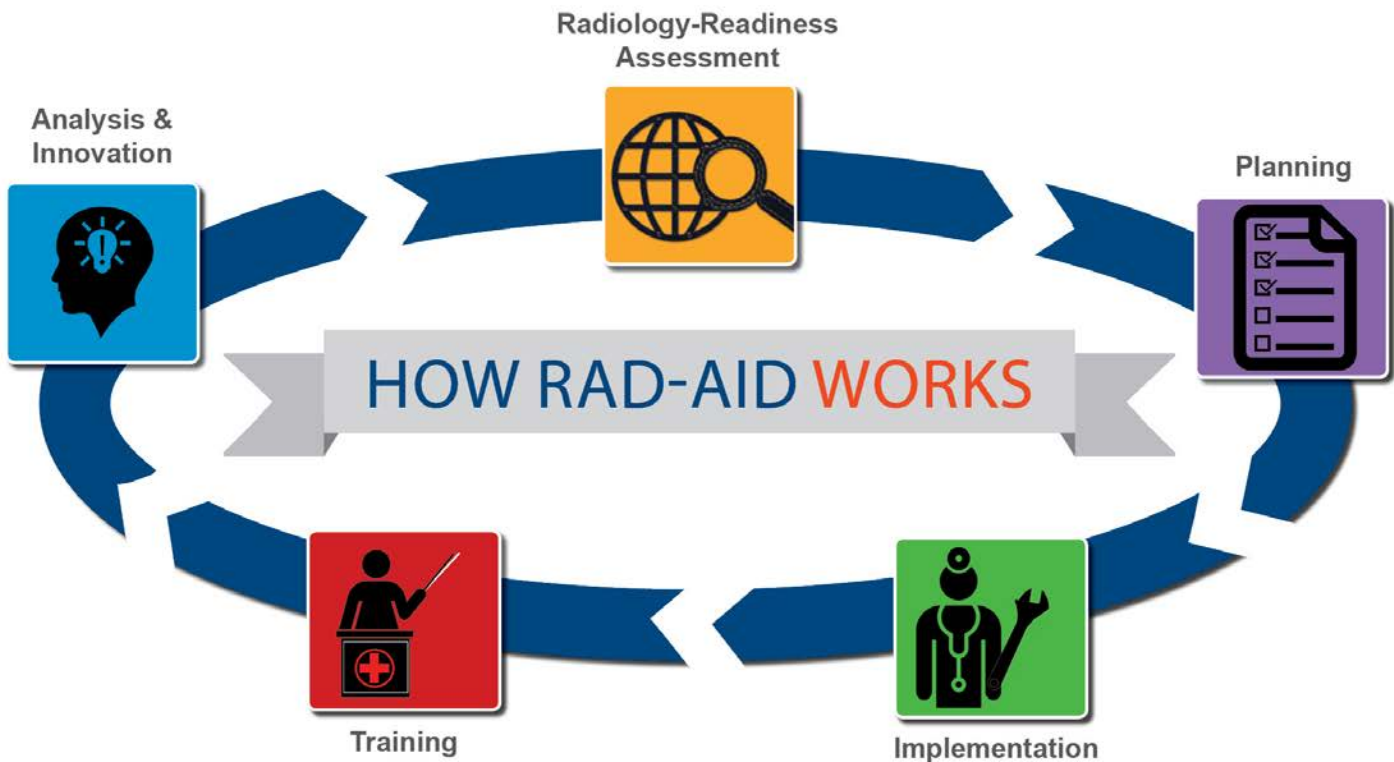 Radiology-Readiness
Assessment
Analysis &
Innovation
Planning
HOW RAD-AID WORKS
Training
Implementation